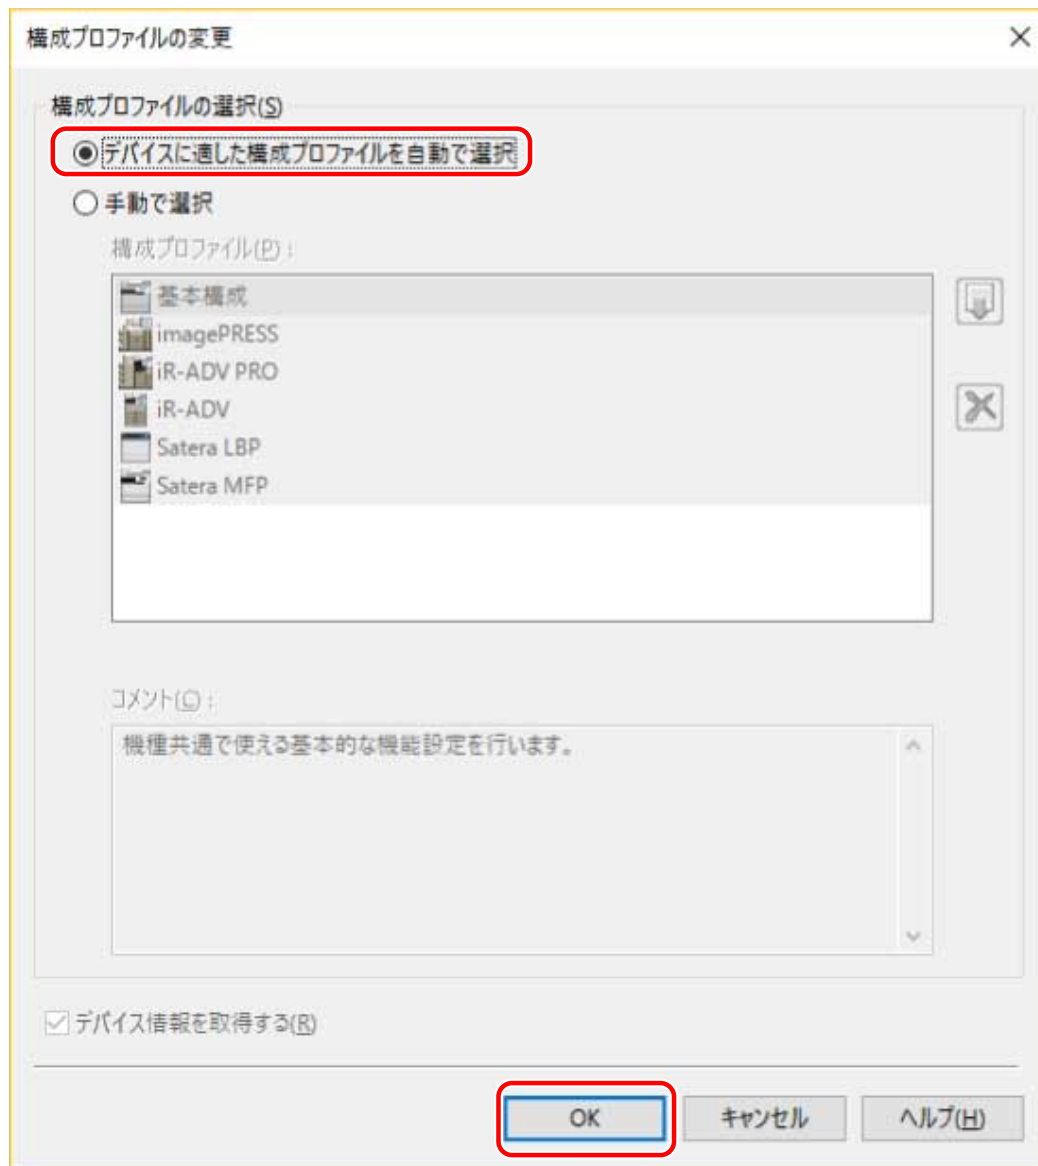 構成プロファイルの変更
構成プロファイルの選択(S)
デバイスに適した構成プロファイルを自動で選択
手動で選択
構成プロファイル(P):
基本構成
imagePRESS
iR-ADV PRO
iR-ADV
Satera LBP
Satera MFP
コメント(C):
機種共通で使える基本的な機能設定を行います。
デバイス情報を取得する(R)
OK キャンセル ヘルプ(H)